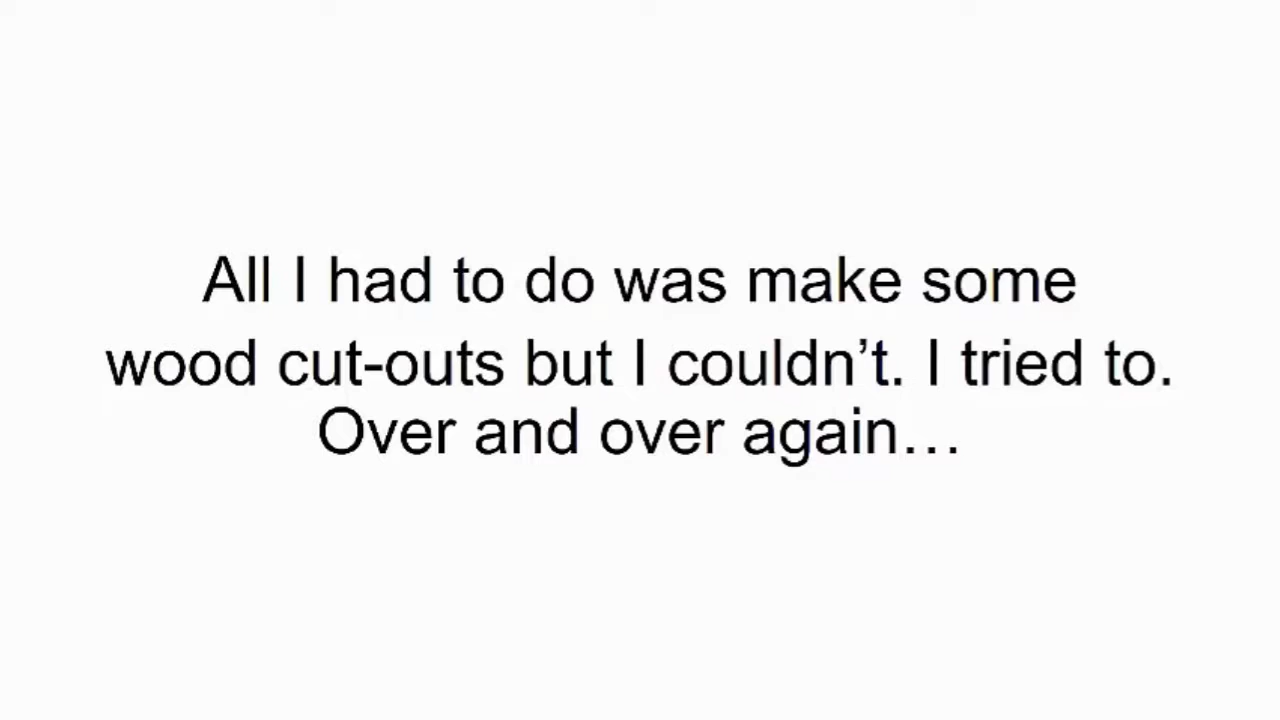 All I had to do was make some
wood cut-outs but I couldn’t. I tried to.
Over and over again…